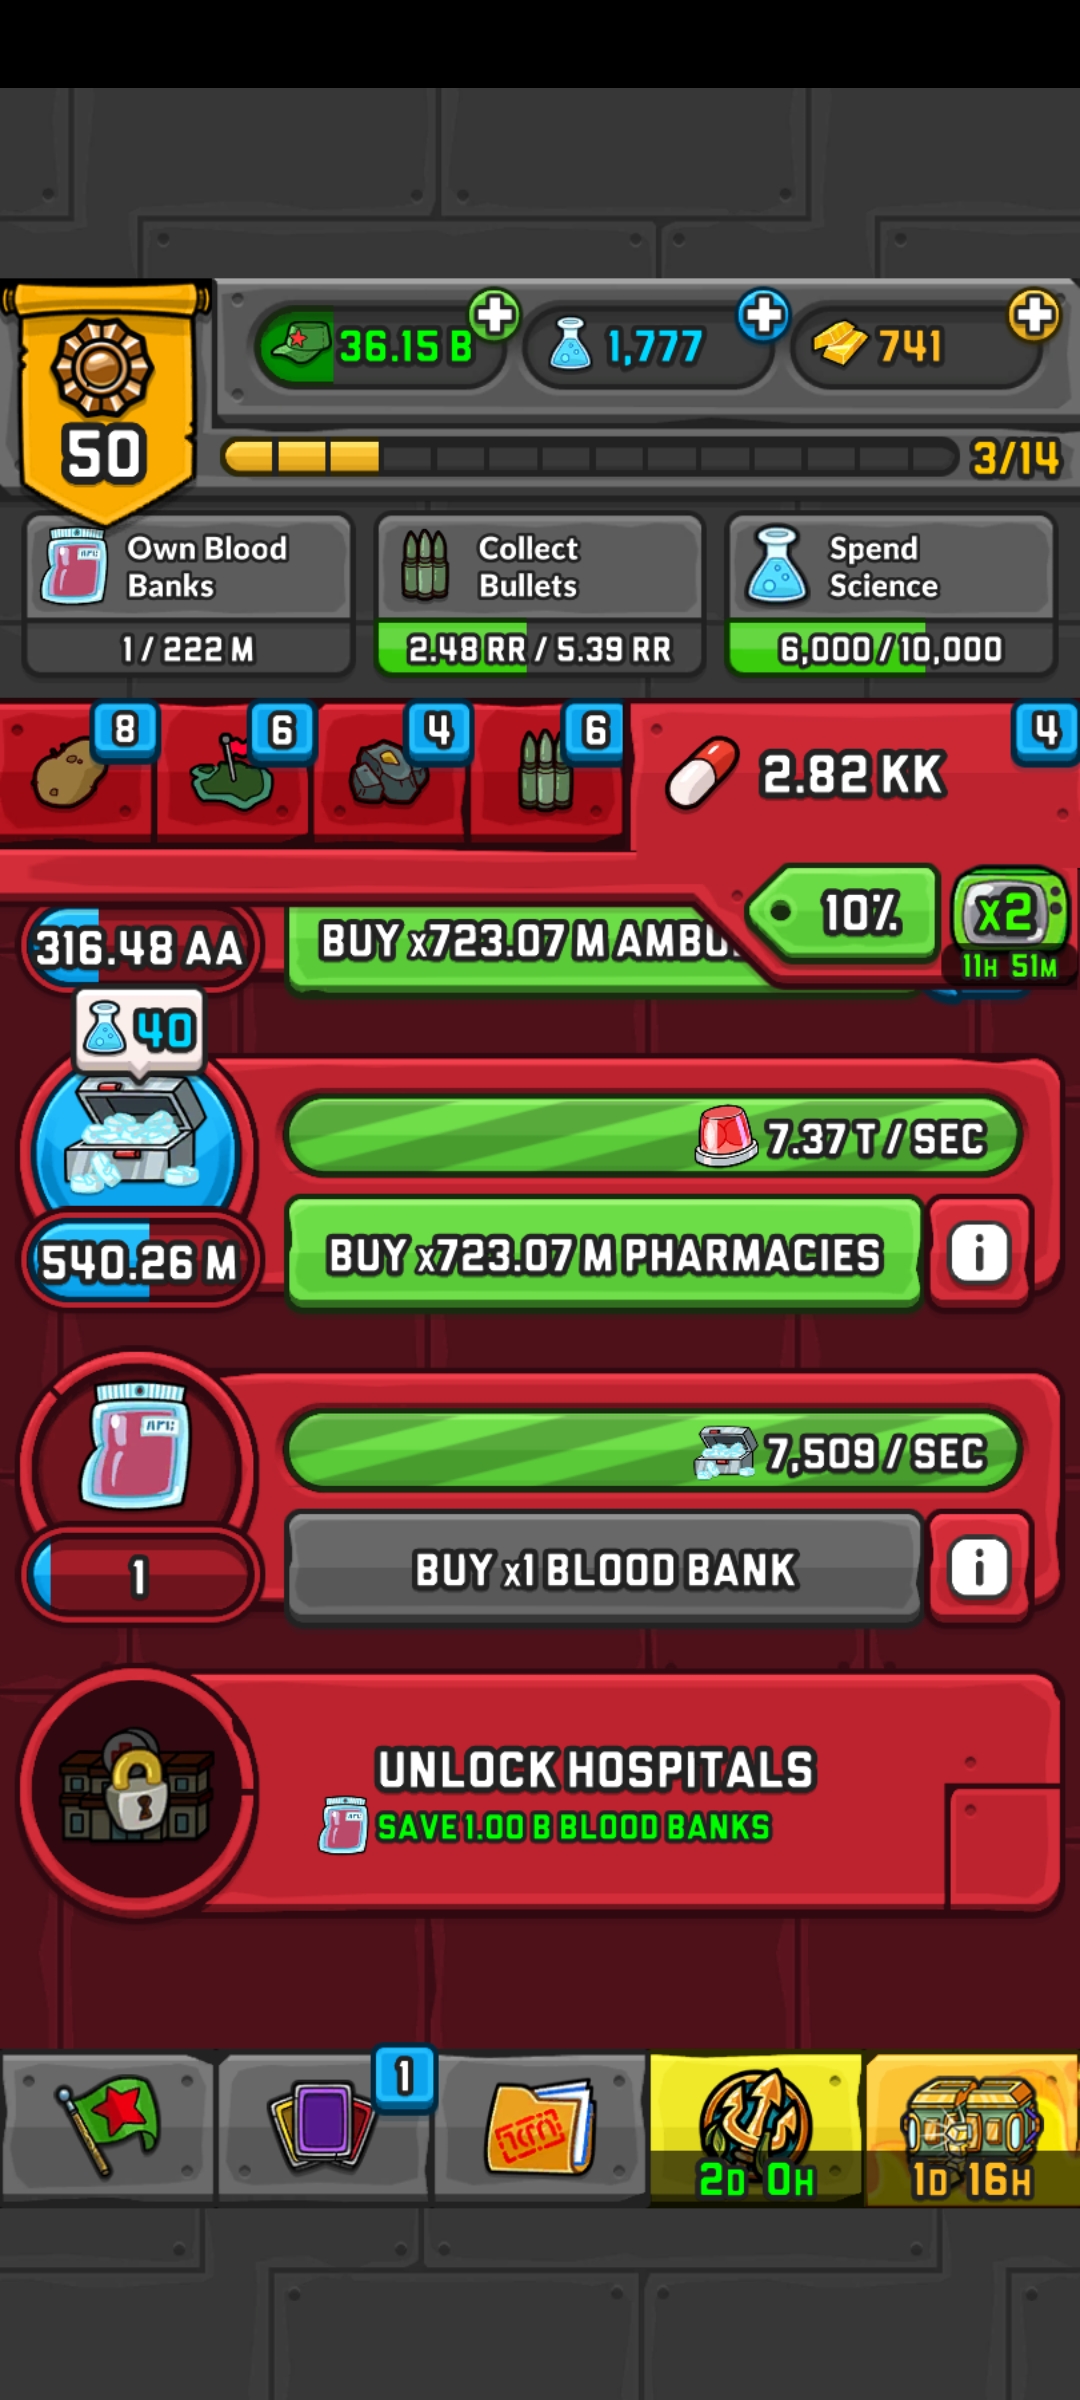 36.15 B
1,777
741
50
3/14
Own Blood
Banks
1 / 222 M
Collect
Bullets
2.48 RR / 5.39 RR
Spend
Science
6,000 / 10,000
8
6
4
6
2.82 KK
4
10%
x2
11H 51M
316.48 AA
BUY x723.07 M AMBU...
40
7.37 T / SEC
540.26 M
BUY x723.07 M PHARMACIES
i
7,509 / SEC
1
BUY x1 BLOOD BANK
i
UNLOCK HOSPITALS
SAVE 1.00 B BLOOD BANKS
1
2D 0H
1D 16H